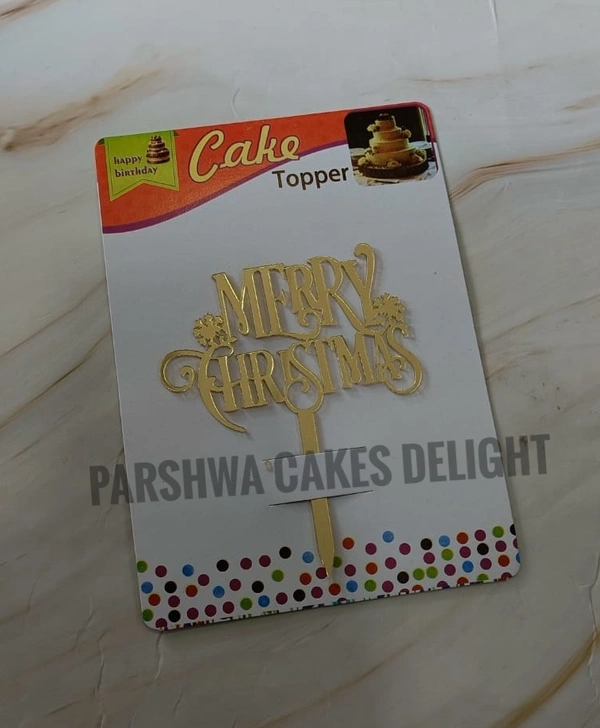 happy
birthday
Cake
Topper
MERRY
CHRISTMAS
PARSHWA CAKES DELIGHT